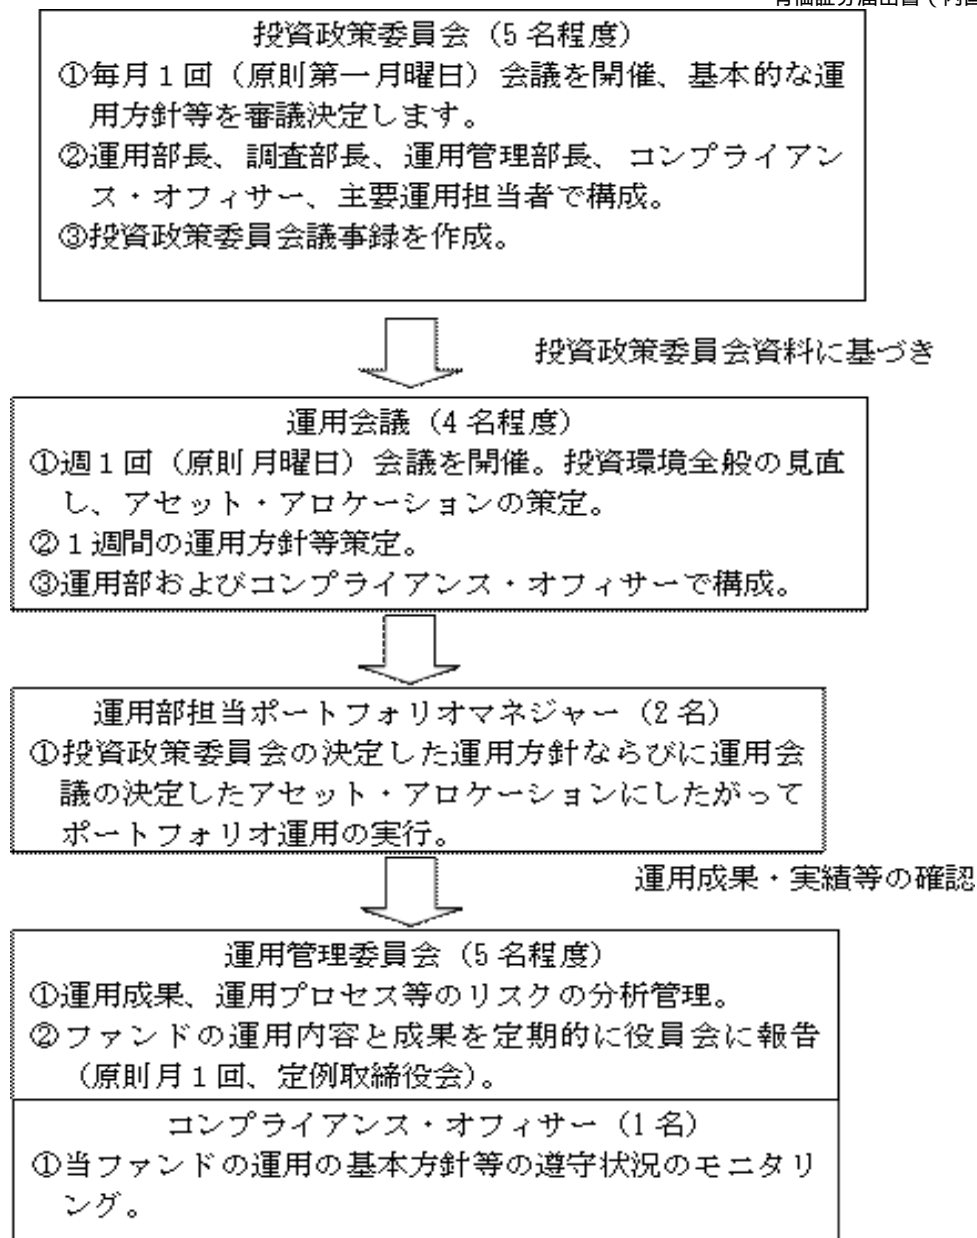 投資政策委員会（5 名程度）
①毎月１回（原則第一月曜日）会議を開催、基本的な運
用方針等を審議決定します。
②運用部長、調査部長、運用管理部長、コンプライアン
ス・オフィサー、主要運用担当者で構成。
③投資政策委員会議事録を作成。
投資政策委員会資料に基づき
運用会議（4 名程度）
①週１回（原則月曜日）会議を開催。投資環境全般の見直
し、アセット・アロケーションの策定。
②１週間の運用方針等策定。
③運用部およびコンプライアンス・オフィサーで構成。
運用部担当ポートフォリオマネジャー（2 名）
①投資政策委員会の決定した運用方針ならびに運用会
議の決定したアセット・アロケーションにしたがって
ポートフォリオ運用の実行。
運用成果・実績等の確認
運用管理委員会（5 名程度）
①運用成果、運用プロセス等のリスクの分析管理。
②ファンドの運用内容と成果を定期的に役員会に報告
（原則月１回、定例取締役会）。
コンプライアンス・オフィサー（1 名）
①当ファンドの運用の基本方針等の遵守状況のモニタリ
ング。